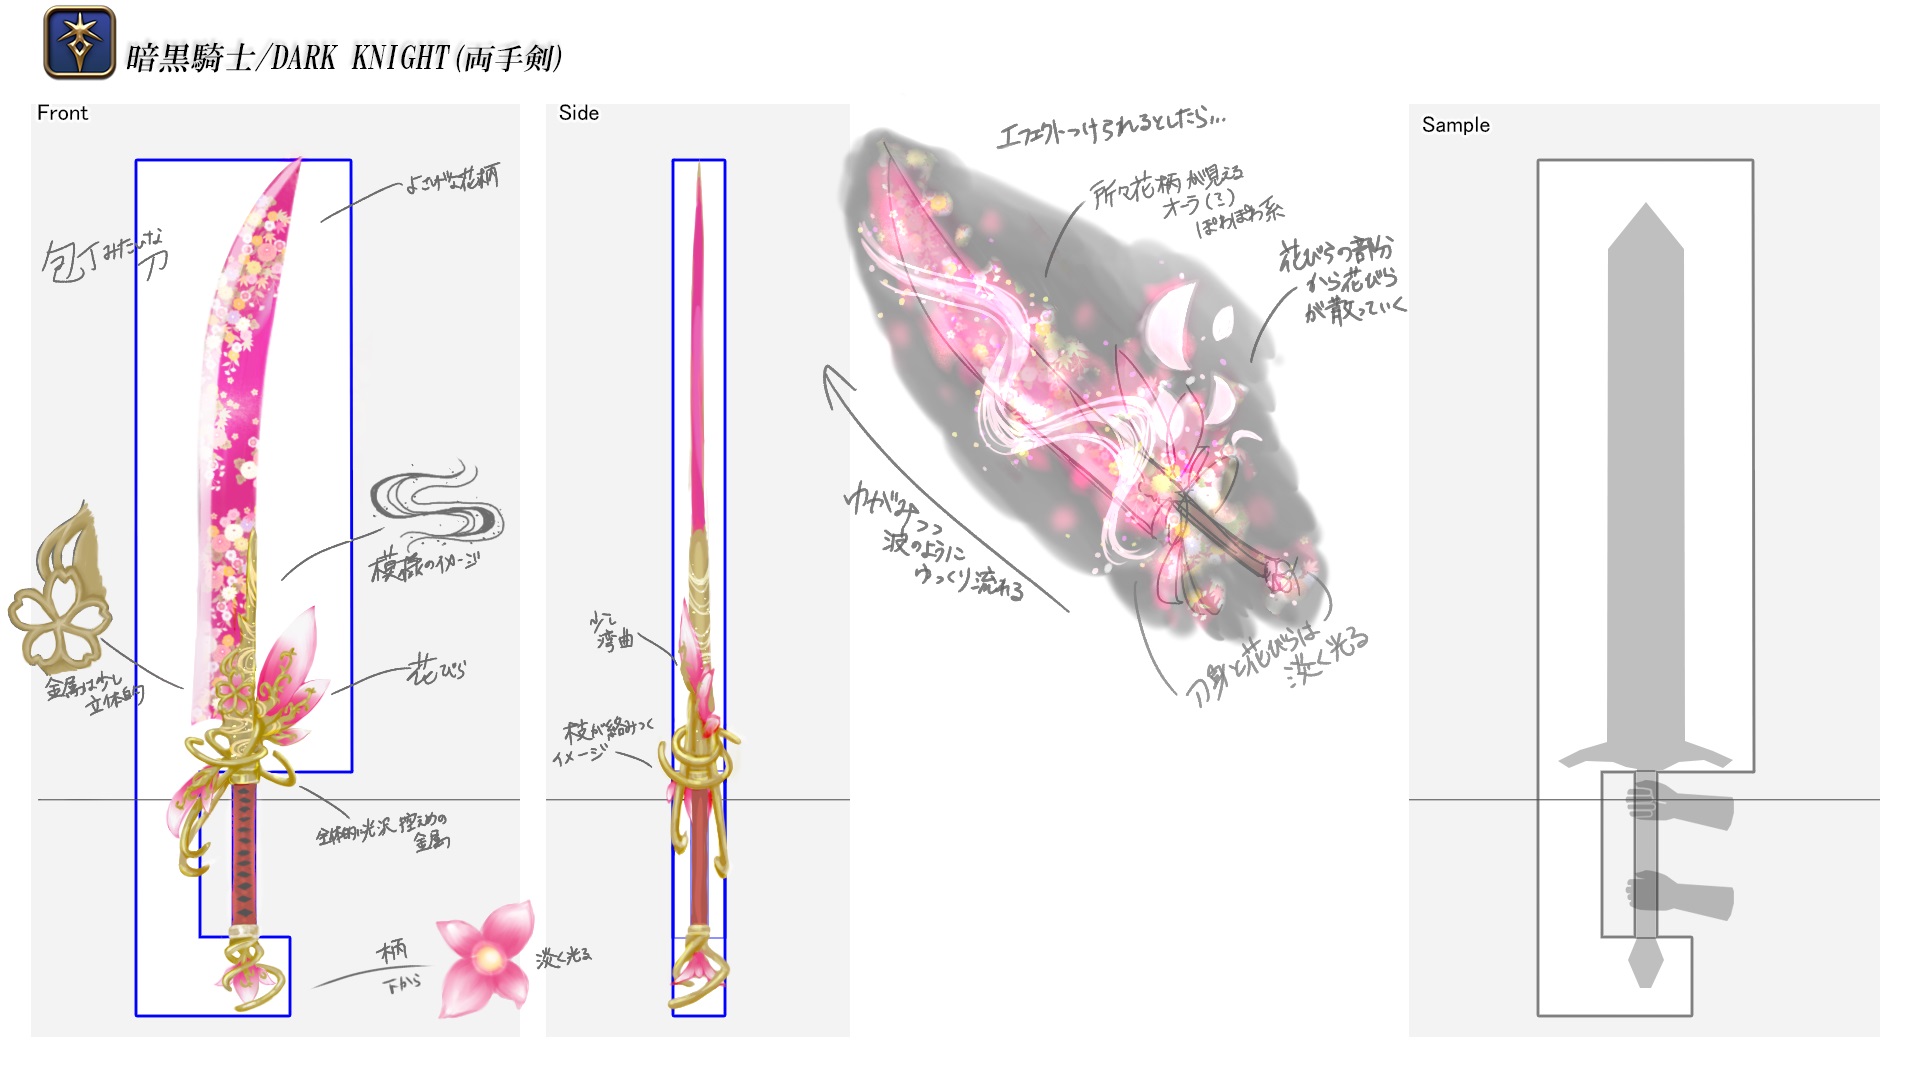 暗黒騎士/DARK KNIGHT(両手剣)
Front
Side
Sample
包丁みたいな
刀
よさげな花柄
模様のイメージ
金属は少し
立体的
花びら
全体的に光沢控えめの
金属
柄
下から
淡く光る
少し
湾曲
枝が絡みつく
イメージ
エフェクトつけられるとしたら…
所々花柄が見える
オーラ(ミ)
ぽわぽわ系
花びらの部分
から花びら
が散っていく
ゆがみつつ
波のように
ゆっくり流れる
刀身と花びらは
淡く光る